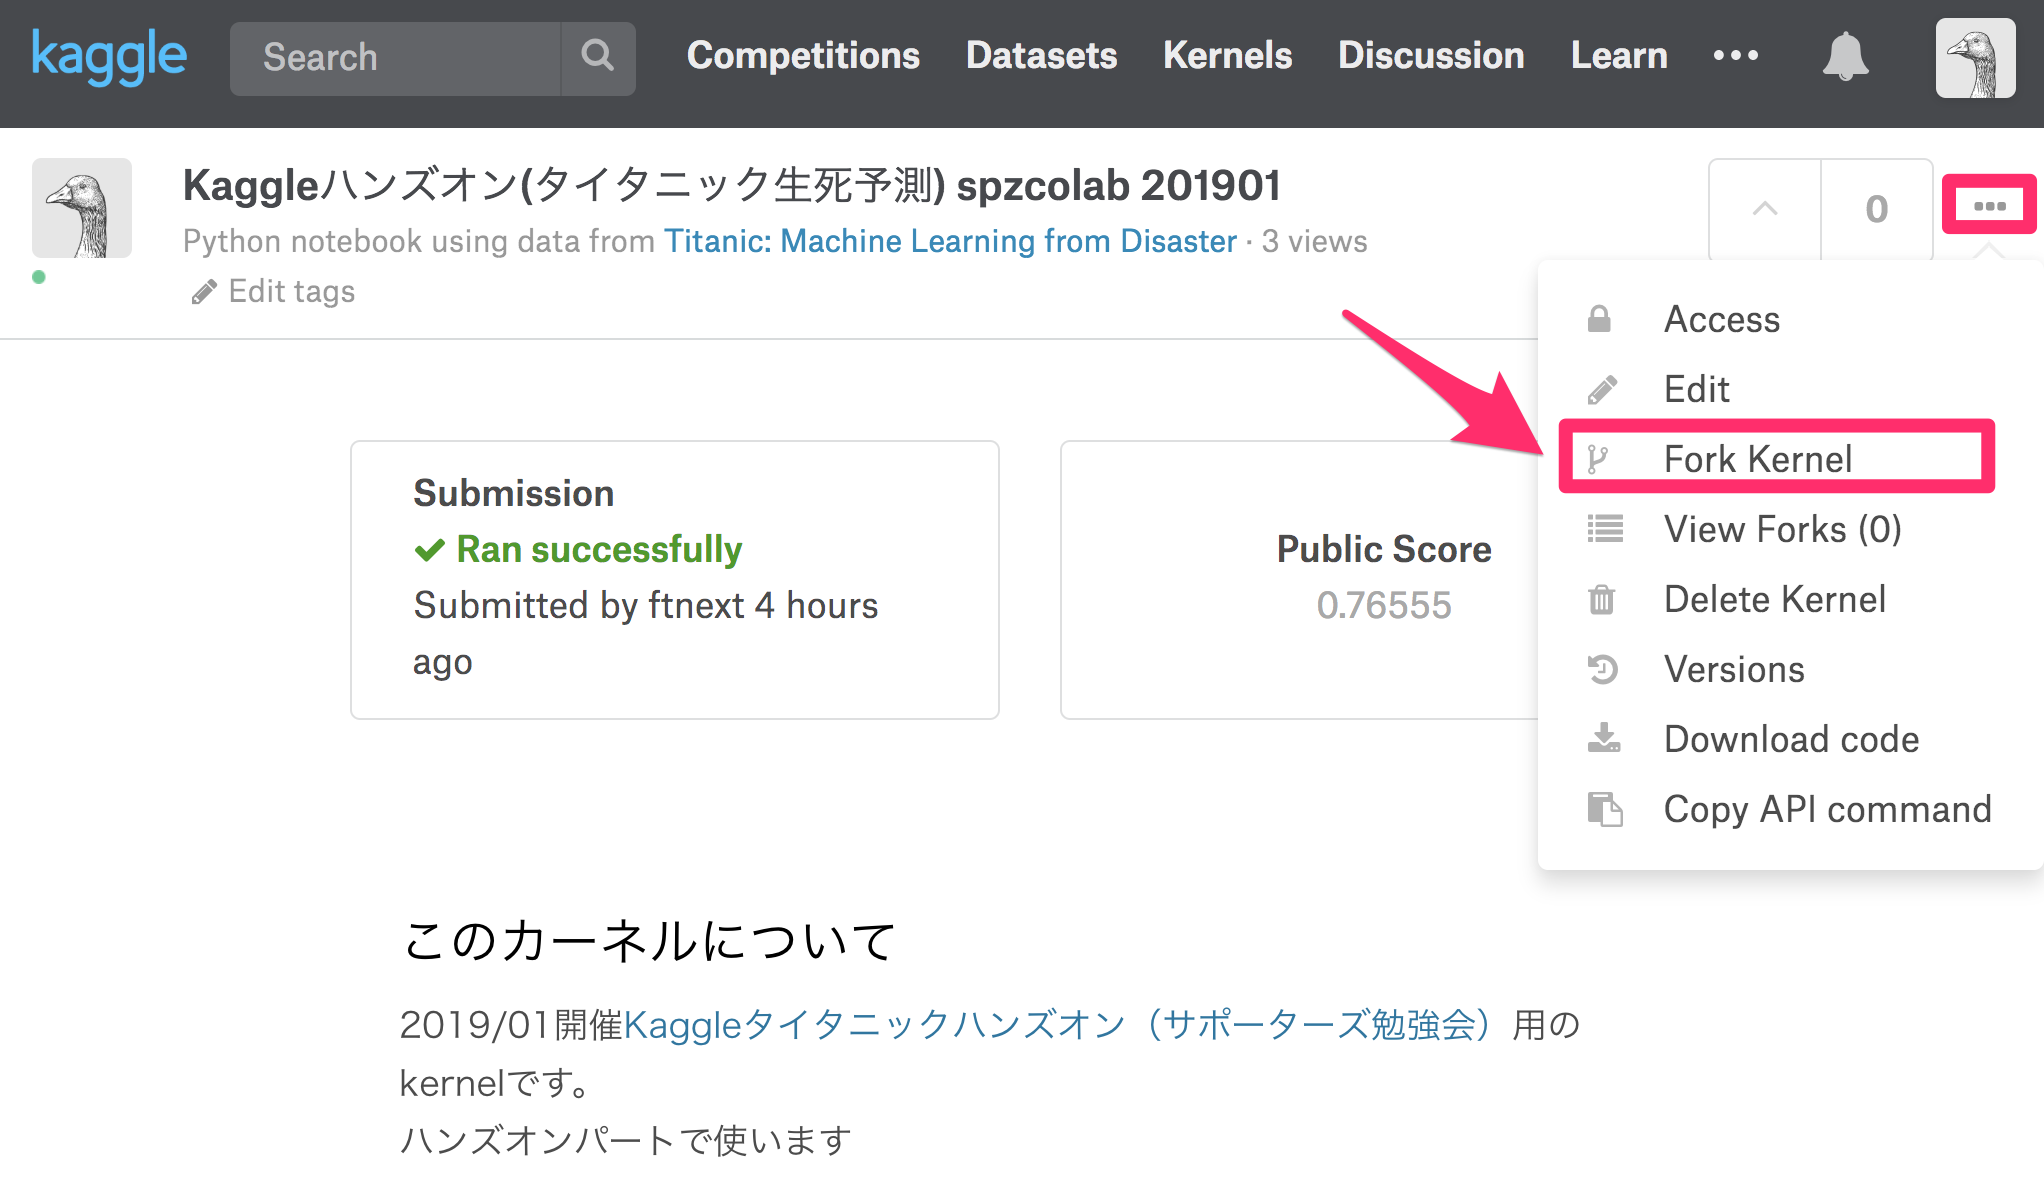 kaggle
Search
Competitions Datasets Kernels Discussion Learn
Kaggleハンズオン(タイタニック生死予測) spzcolab 201901
Python notebook using data from Titanic: Machine Learning from Disaster · 3 views
Edit tags
0
Access
Edit
Fork Kernel
View Forks (0)
Delete Kernel
Versions
Download code
Copy API command
Submission
Ran successfully
Submitted by ftnext 4 hours
ago
Public Score
0.76555
このカーネルについて
2019/01開催Kaggleタイタニックハンズオン（サポーターズ勉強会）用の
kernelです。
ハンズオンパートで使います